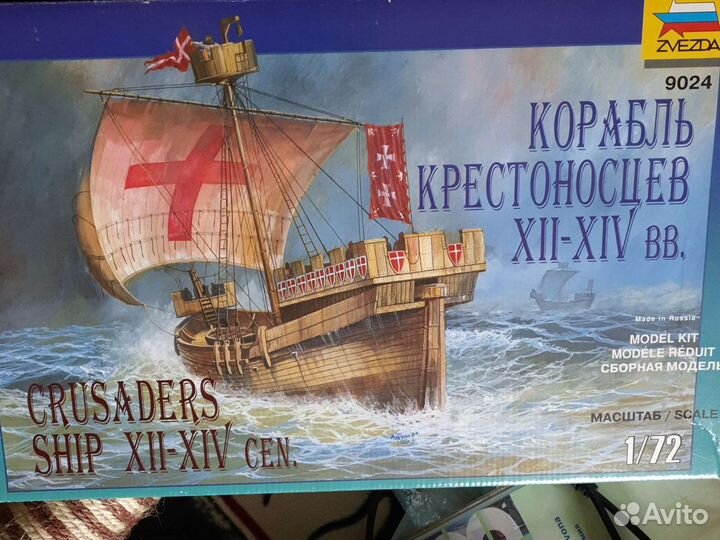 ZVEZDA
9024
КОРАБЛЬ
КРЕСТОНОСЦЕВ
XII-XIV ВВ.
Made in Russia
MODEL KIT
MODÈLE RÉDUIT
СБОРНАЯ МОДЕЛЬ
МАСШТАБ / SCALE
1/72
CRUSADERS
SHIP XII-XIV CEN.
Avito